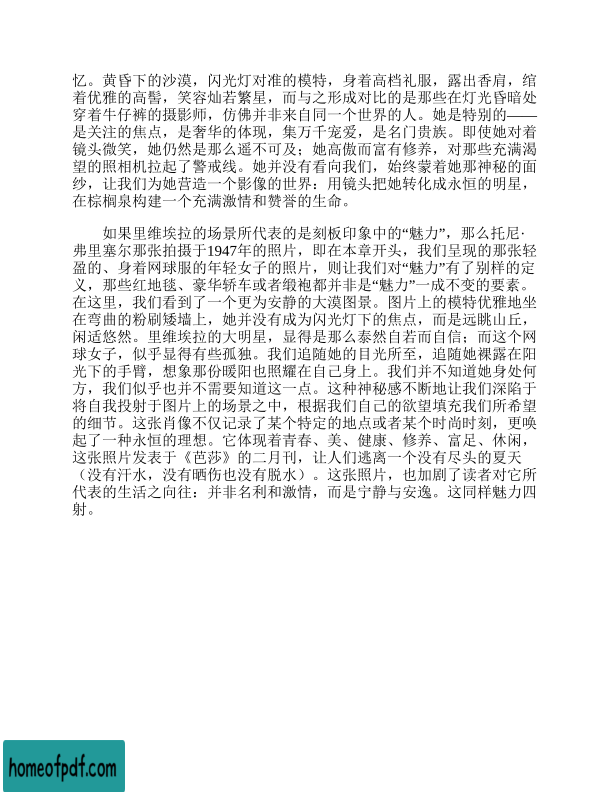 忆。黄昏下的沙漠，闪光灯对准的模特，身着高档礼服，露出香肩，绾
着优雅的高髻，笑容灿若繁星，而与之形成对比的是那些在灯光昏暗处
穿着牛仔裤的摄影师，仿佛并非来自同一个世界的人。她是特别的——
是关注的焦点，是奢华的体现，集万千宠爱，是名门贵族。即使她对着
镜头微笑，她仍然是那么遥不可及；她高傲而富有修养，对那些充满渴
望的照相机拉起了警戒线。她并没有看向我们，始终蒙着她那神秘的面
纱，让我们为她营造一个影像的世界：用镜头把她转化成永恒的明星，
在棕榈泉构建一个充满激情和赞誉的生命。
如果里维埃拉的场景所代表的是刻板印象中的“魅力”，那么托尼·
弗里塞尔那张拍摄于1947年的照片，即在本章开头，我们呈现的那张轻
盈的、身着网球服的年轻女子的照片，则让我们对“魅力”有了别样的定
义，那些红地毯、豪华轿车或者缎袍都并非是“魅力”一成不变的要素。
在这里，我们看到了一个更为安静的大漠图景。图片上的模特优雅地坐
在弯曲的粉刷矮墙上，她并没有成为闪光灯下的焦点，而是远眺山丘，
闲适悠然。里维埃拉的大明星，显得是那么泰然自若而自信；而这个网
球女子，似乎显得有些孤独。我们追随她的目光所至，追随她裸露在阳
光下的手臂，想象那份暖阳也照耀在自己身上。我们并不知道她身处何
方，我们似乎也并不需要知道这一点。这种神秘感不断地让我们深陷于
将自我投射于图片上的场景之中，根据我们自己的欲望填充我们所希望
的细节。这张肖像不仅记录了某个特定的地点或者某个时尚时刻，更唤
起了一种永恒的理想。它体现着青春、美、健康、修养、富足、休闲，
这张照片发表于《芭莎》的二月刊，让人们逃离一个没有尽头的夏天
（没有汗水，没有晒伤也没有脱水）。这张照片，也加剧了读者对它所
代表的生活之向往：并非名利和激情，而是宁静与安逸。这同样魅力四
射。
homeofpdf.com